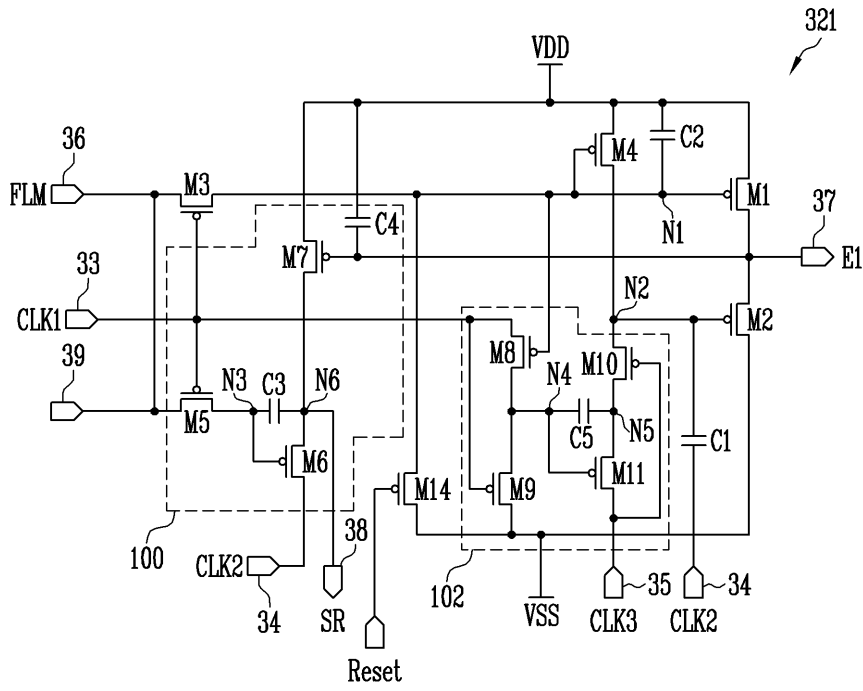 321
VDD
36
FLM
M3
M4
C2
M1
N1
37
E1
C4
M7
33
CLK1
N2
M2
M8
M10
39
N3
C3
N6
N4
M5
C5
N5
C1
M6
M14
M9
M11
100
CLK2
34
38
SR
Reset
102
VSS
35
CLK3
34
CLK2